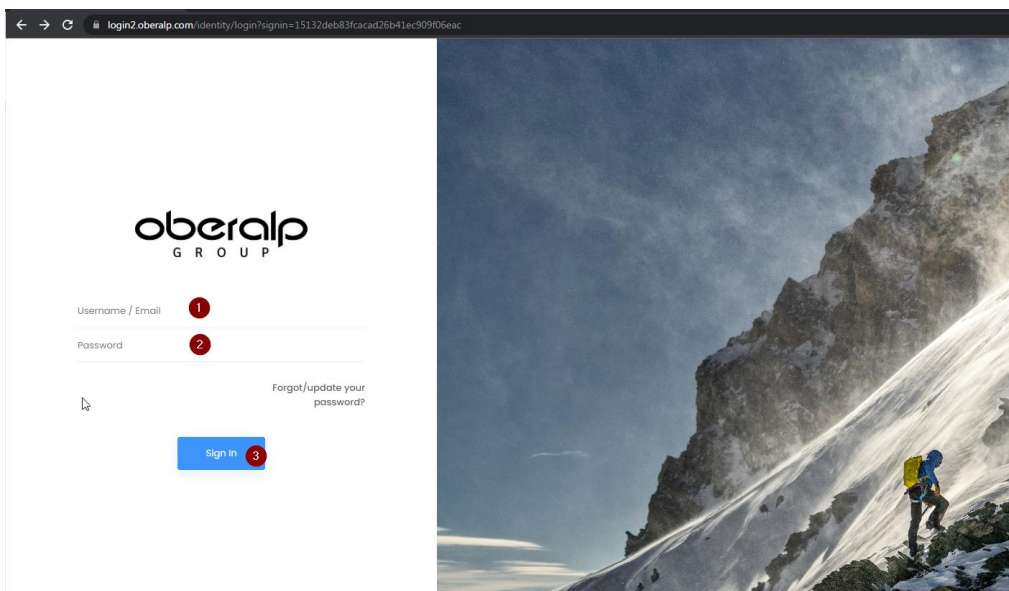 login2.oberalp.com/identity/login?signin=15132deb83fcacad26b41ec909f06eac
oberalp
GROUP
Username / Email 1
Password 2
Forgot/update your
password?
Sign In 3